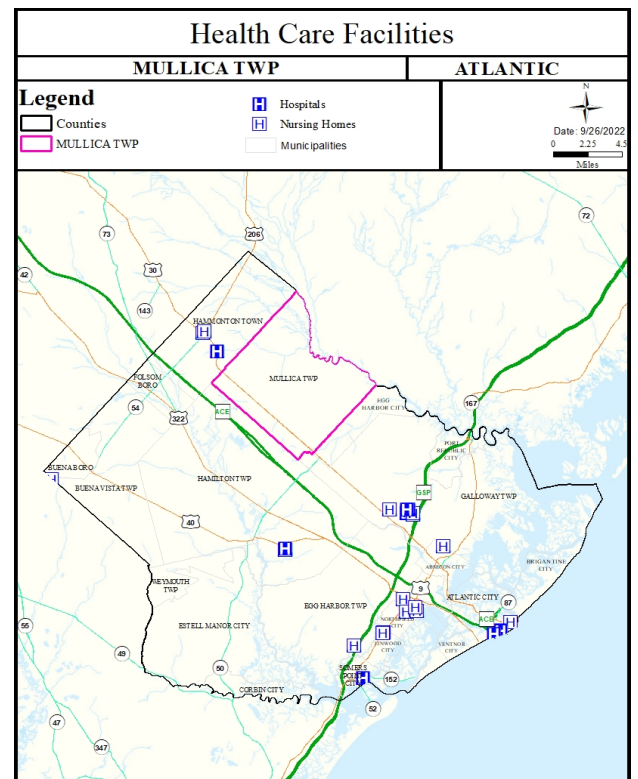 Health Care Facilities
MULLICA TWP
ATLANTIC
Legend
Counties
MULLICA TWP
H Hospitals
H Nursing Homes
Municipalities
N
Date: 9/26/2022
0 2.25 4.5
Miles
72
206
73
30
42
143
HAMMONTON TOWN
H
H
MULLICA TWP
FOLSOM
BORO
54
ACE
322
EGG
HARBOR CITY
167
PORT
REPUBLIC
CITY
BUENA BORO
H
BUENA VISTA TWP
HAMILTON TWP
GSP
GALLOWAY TWP
40
H
H
H
H
H
ABSECON CITY
BRIGANTINE
CITY
WEYMOUTH
TWP
9
ATLANTIC CITY
87
EGG HARBOR TWP
H
H
H
ACB
H
H
H
NORTHFIELD
CITY
ESTELL MANOR CITY
55
H
LINWOOD
CITY
VENTNOR
CITY
49
H
50
SOMERS
POINT
CITY
H
152
CORBIN CITY
52
47
347